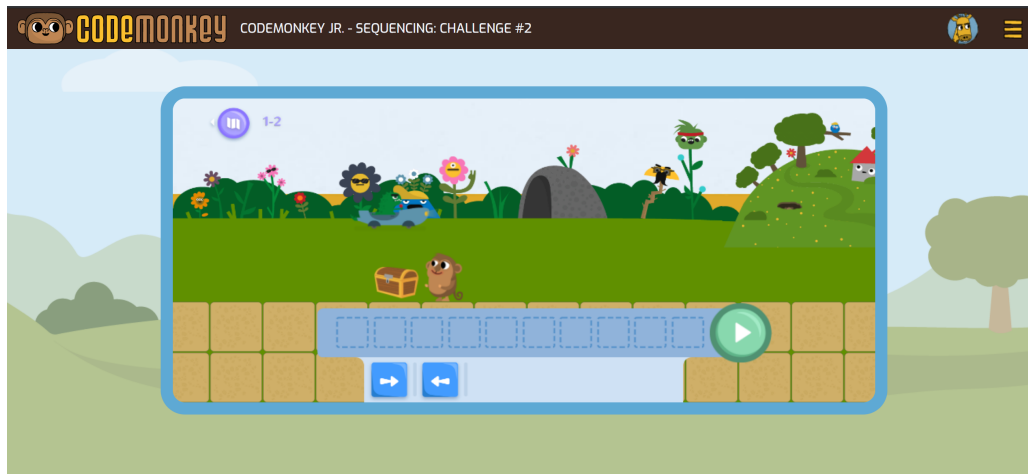 CODEMONKEY CODEMONKEY JR. - SEQUENCING: CHALLENGE #2
1-2